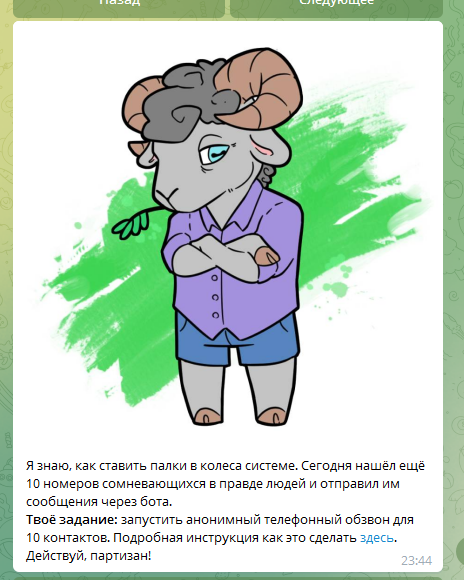 Назад Следующее
Я знаю, как ставить палки в колеса системе. Сегодня нашёл ещё
10 номеров сомневающихся в правде людей и отправил им
сообщения через бота.
Твоё задание: запустить анонимный телефонный обзвон для
10 контактов. Подробная инструкция как это сделать здесь.
Действуй, партизан!
23:44